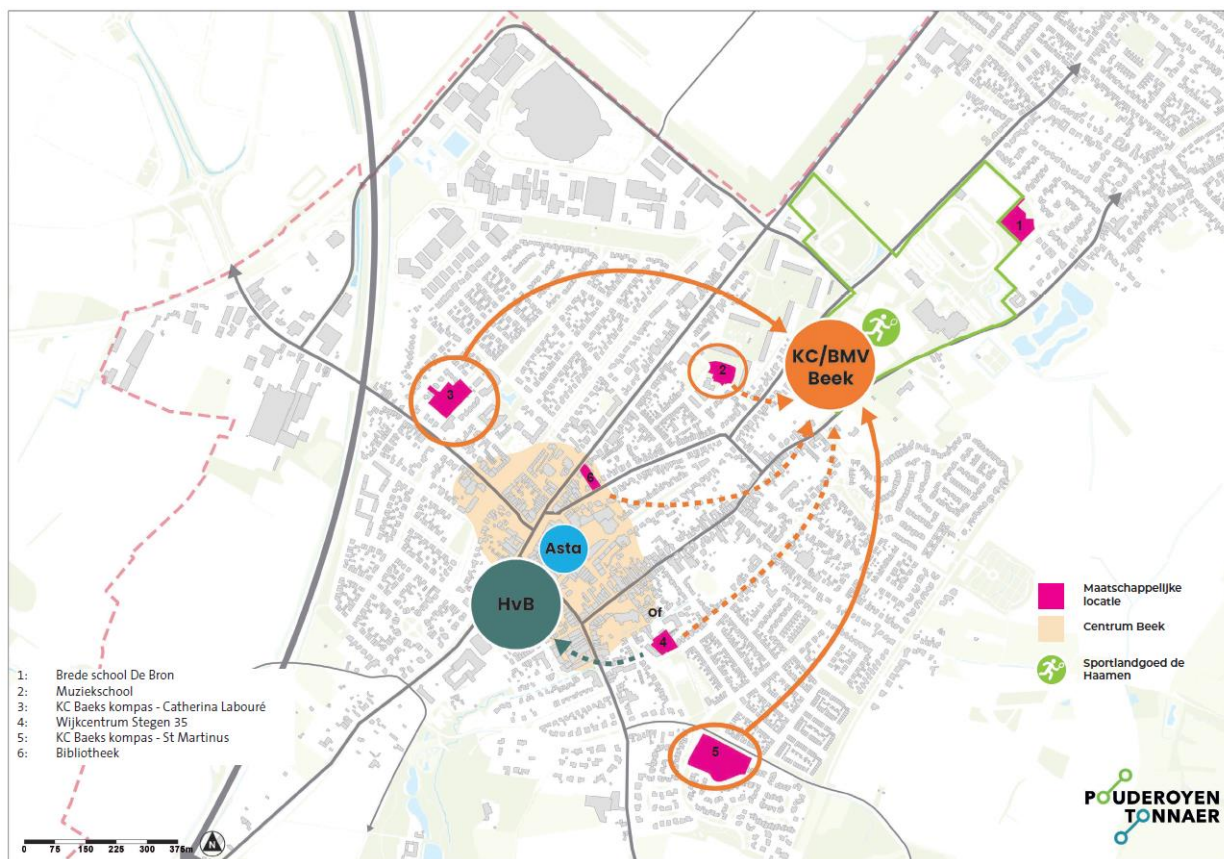 1
KC/BMV
Beek
2
3
6
Asta
HvB
Of
4
5
Maatschappelijke
locatie
Centrum Beek
Sportlandgoed de
Haamen
1: Brede school De Bron
2: Muziekschool
3: KC Baeks kompas - Catherina Labouré
4: Wijkcentrum Stegen 35
5: KC Baeks kompas - St Martinus
6: Bibliotheek
0 75 150 225 300 375m
N
POUDEROYEN
TONNAER